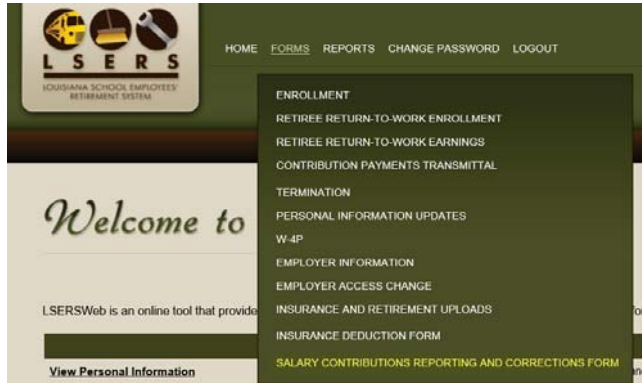 HOME FORMS REPORTS CHANGE PASSWORD LOGOUT
LSERS
LOUISIANA SCHOOL EMPLOYEES'
RETIREMENT SYSTEM
ENROLLMENT
RETIREE RETURN-TO-WORK ENROLLMENT
RETIREE RETURN-TO-WORK EARNINGS
CONTRIBUTION PAYMENTS TRANSMITTAL
TERMINATION
PERSONAL INFORMATION UPDATES
W-4P
EMPLOYER INFORMATION
EMPLOYER ACCESS CHANGE
INSURANCE AND RETIREMENT UPLOADS
INSURANCE DEDUCTION FORM
SALARY CONTRIBUTIONS REPORTING AND CORRECTIONS FORM
Welcome to
LSERSWeb is an online tool that provide
View Personal Information